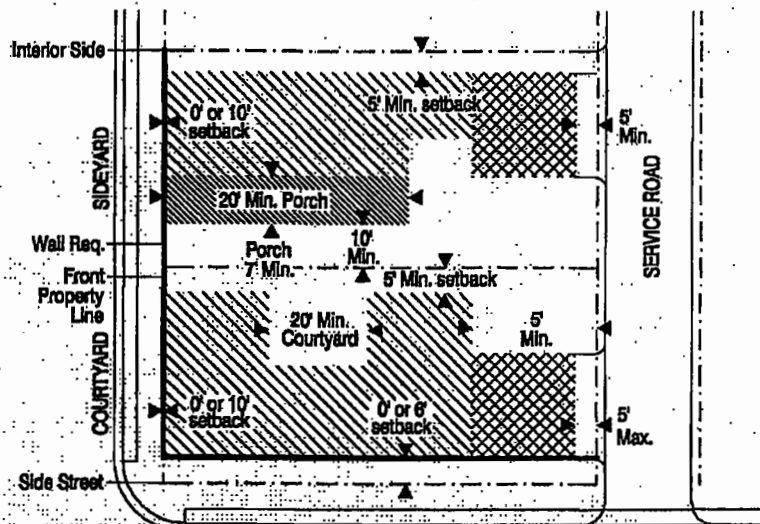 Interior Side
5' Min. setback
0' or 10'
setback
5'
Min.
SIDEYARD
20' Min. Porch
SERVICE ROAD
Wall Req.
Porch
7' Min.
10'
Min.
Front
Property
Line
5' Min. setback
20' Min.
Courtyard
5'
Min.
COURTYARD
0' or 10'
setback
0' or 6'
setback
5'
Max.
Side Street